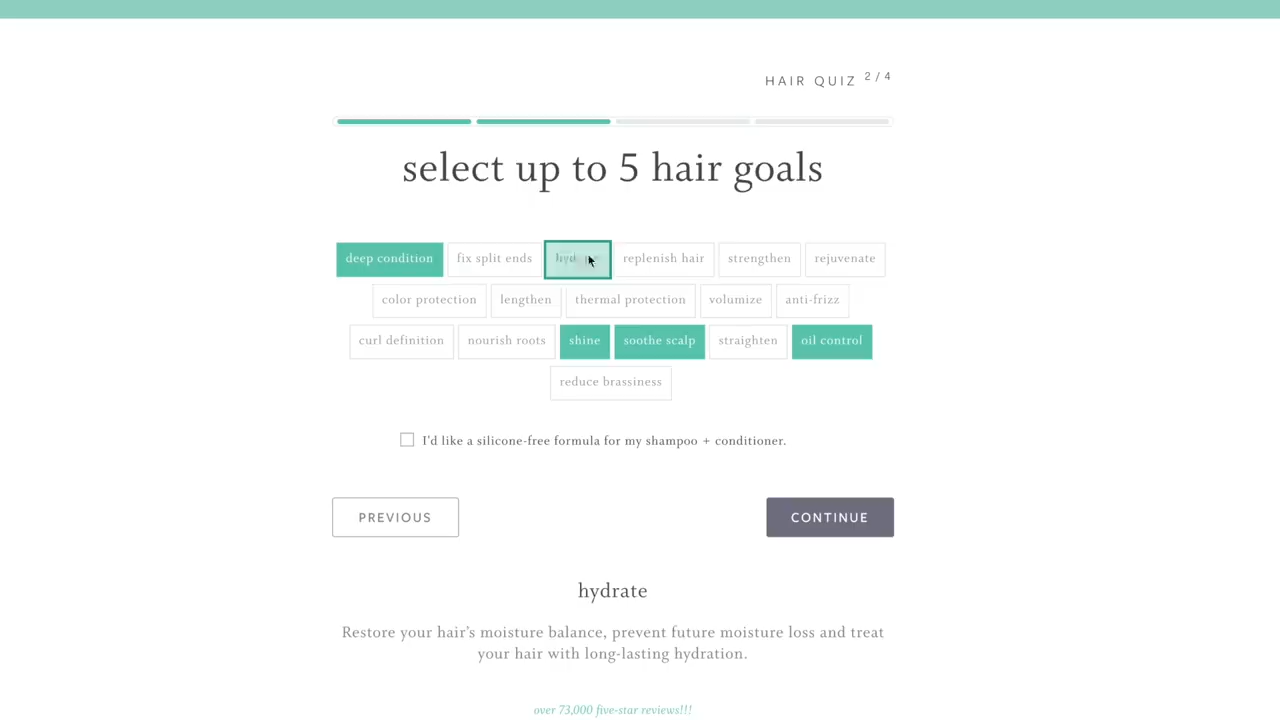 HAIR QUIZ 2/4
select up to 5 hair goals
deep condition fix split ends replenish hair strengthen rejuvenate
color protection lengthen thermal protection volumize anti-frizz
curl definition nourish roots shine soothe scalp straighten oil control
reduce brassiness
I'd like a silicone-free formula for my shampoo + conditioner.
PREVIOUS CONTINUE
hydrate
Restore your hair's moisture balance, prevent future moisture loss and treat
your hair with long-lasting hydration.
over 73,000 five-star reviews!!!